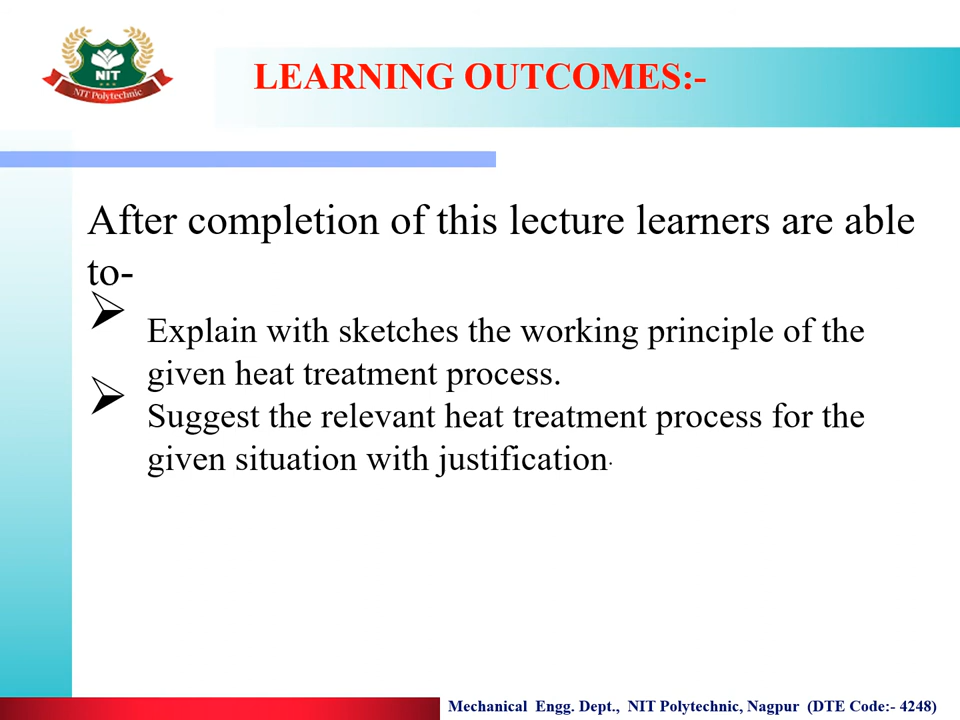 NIT
NIT Polytechnic
LEARNING OUTCOMES:-
After completion of this lecture learners are able
to-
➢ Explain with sketches the working principle of the
given heat treatment process.
➢ Suggest the relevant heat treatment process for the
given situation with justification.
Mechanical Engg. Dept., NIT Polytechnic, Nagpur (DTE Code:- 4248)